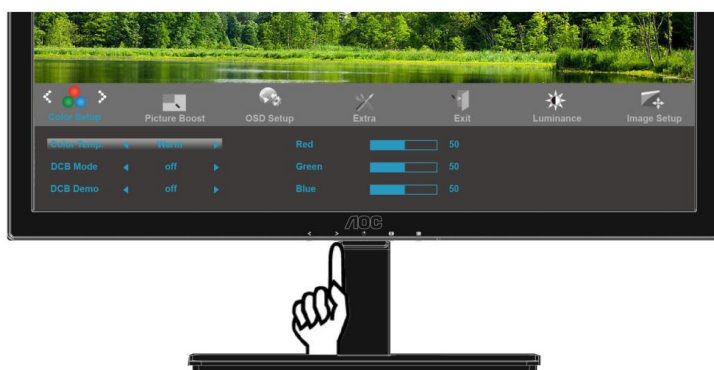 Color Setup Picture Boost OSD Setup Extra Exit Luminance Image Setup
Color Temp. Warm Red 50
DCB Mode off Green 50
DCB Demo off Blue 50
AOC